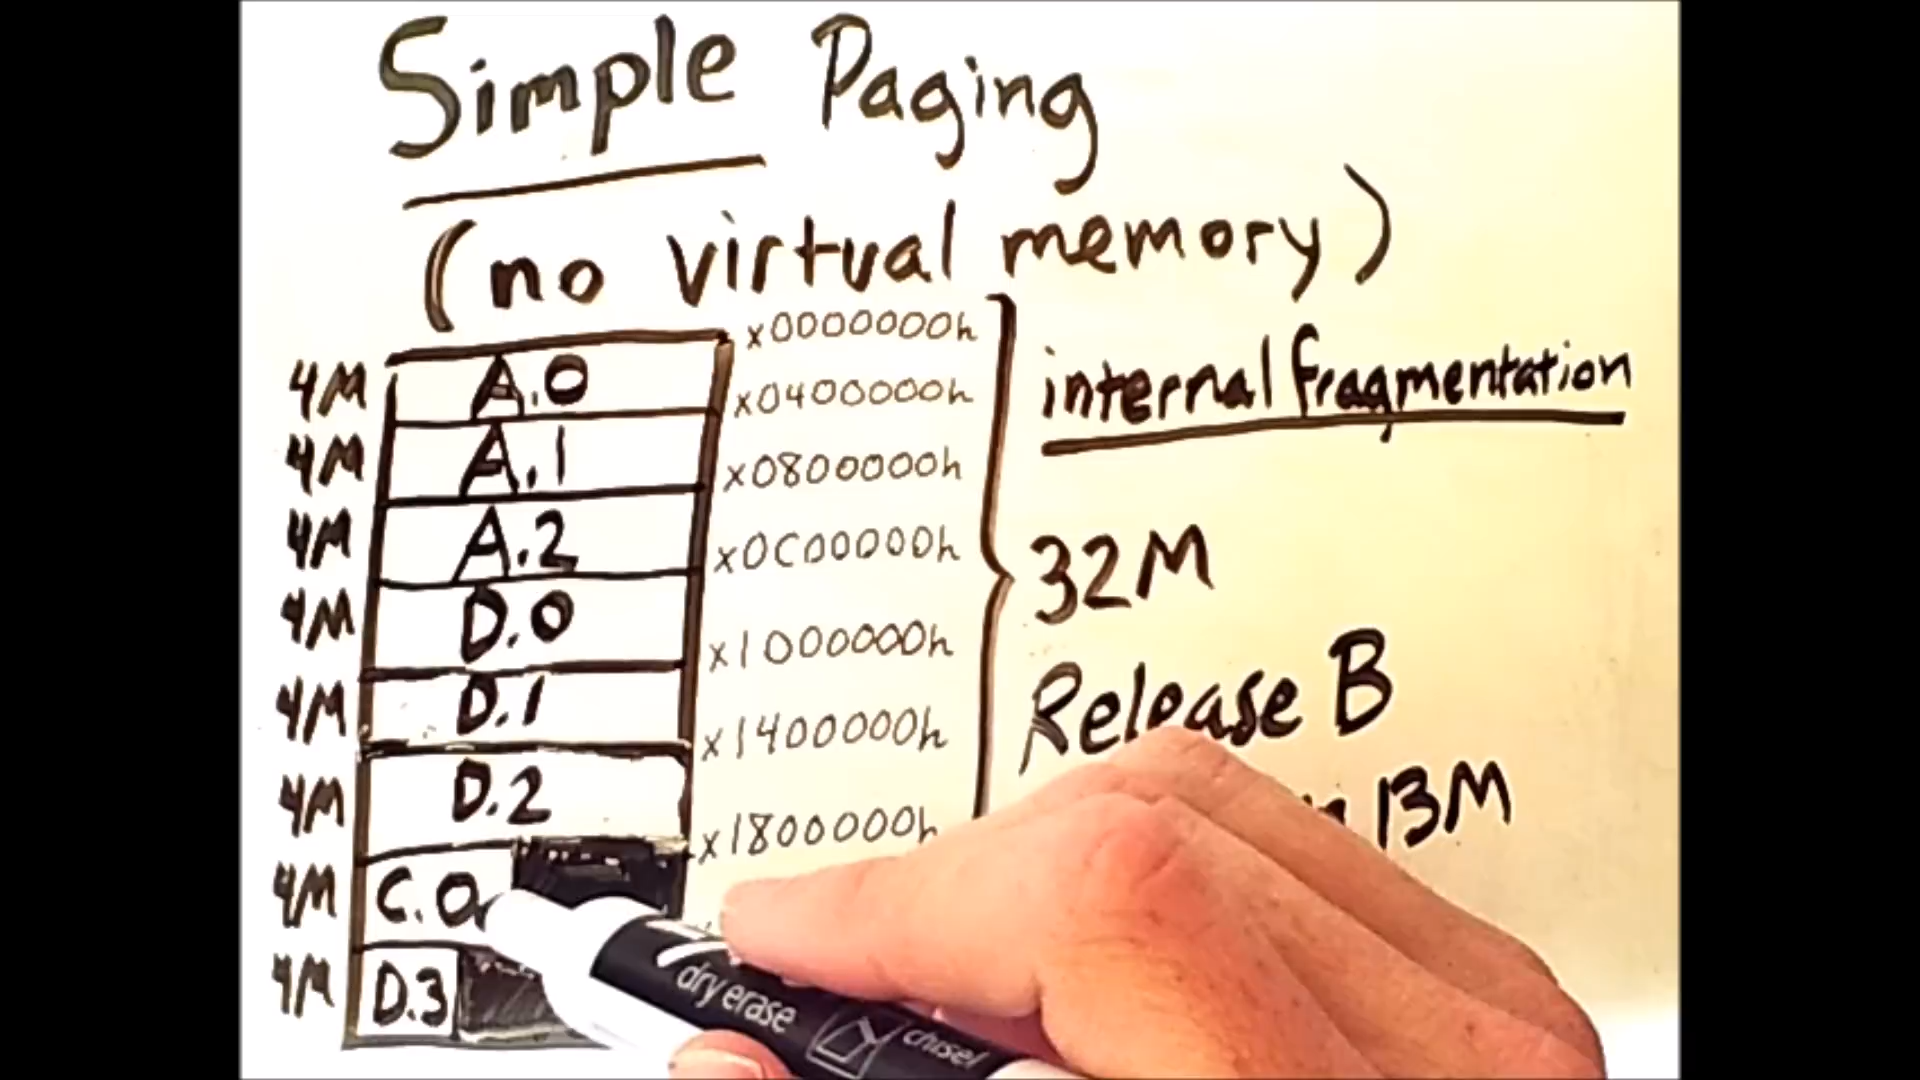 Simple Paging
(no virtual memory)
x0000000h
4M A.0 x0400000h
internal fragmentation
4M A.1 x0800000h
4M A.2 x0C00000h
32M
4M D.0 x1000000h
Release B
4M D.1 x1400000h
13M
4M D.2 x1800000h
4M C.0
4M D.3
dry erase
chisel